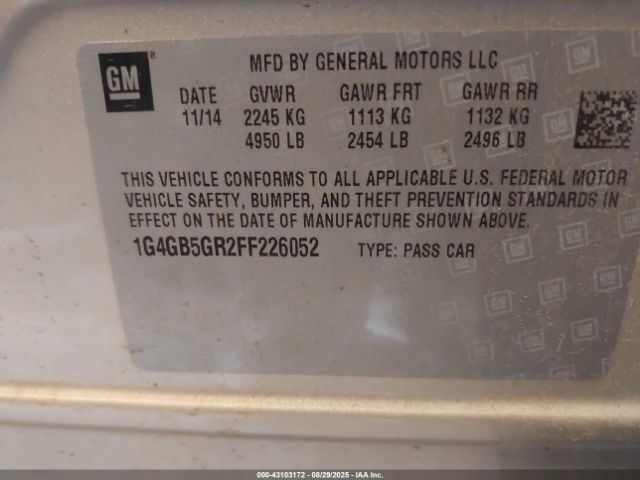 GM
MFD BY GENERAL MOTORS LLC
DATE GVWR GAWR FRT GAWR RR
11/14 2245 KG 1113 KG 1132 KG
4950 LB 2454 LB 2496 LB
THIS VEHICLE CONFORMS TO ALL APPLICABLE U.S. FEDERAL MOTOR
VEHICLE SAFETY, BUMPER, AND THEFT PREVENTION STANDARDS IN
EFFECT ON THE DATE OF MANUFACTURE SHOWN ABOVE.
1G4GB5GR2FF226052 TYPE: PASS CAR
000-43103172 - 08/29/2025 - IAAI INC.